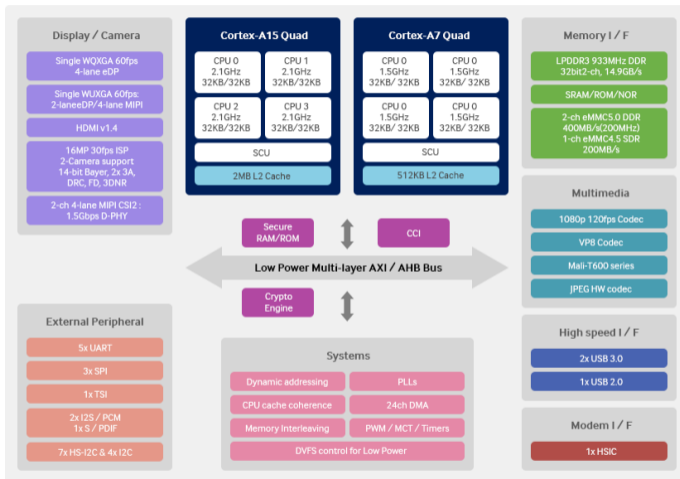 Display / Camera
Single WQXGA 60fps
4-lane eDP
Single WUXGA 60fps:
2-laneeDP/4-lane MIPI
HDMI v1.4
16MP 30fps ISP
2-Camera support
14-bit Bayer, 2x 3A,
DRC, FD, 3DNR
2-ch 4-lane MIPI CSI2 :
1.5Gbps D-PHY
Cortex-A15 Quad
CPU 0
2.1GHz
32KB/32KB
CPU 1
2.1GHz
32KB/32KB
CPU 2
2.1GHz
32KB/32KB
CPU 3
2.1GHz
32KB/32KB
SCU
2MB L2 Cache
Cortex-A7 Quad
CPU 0
1.5GHz
32KB/32KB
CPU 0
1.5GHz
32KB/32KB
CPU 0
1.5GHz
32KB/32KB
CPU 0
1.5GHz
32KB/32KB
SCU
512KB L2 Cache
Memory I / F
LPDDR3 933MHz DDR
32bit2-ch, 14.9GB/s
SRAM/ROM/NOR
2-ch eMMC5.0 DDR
400MB/s(200MHz)
1-ch eMMC4.5 SDR
200MB/s
Multimedia
1080p 120fps Codec
VP8 Codec
Mali-T600 series
JPEG HW codec
Secure
RAM/ROM
CCI
Low Power Multi-layer AXI / AHB Bus
Crypto
Engine
External Peripheral
5x UART
3x SPI
1x TSI
2x I2S / PCM
1x S / PDIF
7x HS-I2C & 4x I2C
Systems
Dynamic addressing
PLLs
CPU cache coherence
24ch DMA
Memory Interleaving
PWM / MCT / Timers
DVFS control for Low Power
High speed I / F
2x USB 3.0
1x USB 2.0
Modem I / F
1x HSIC